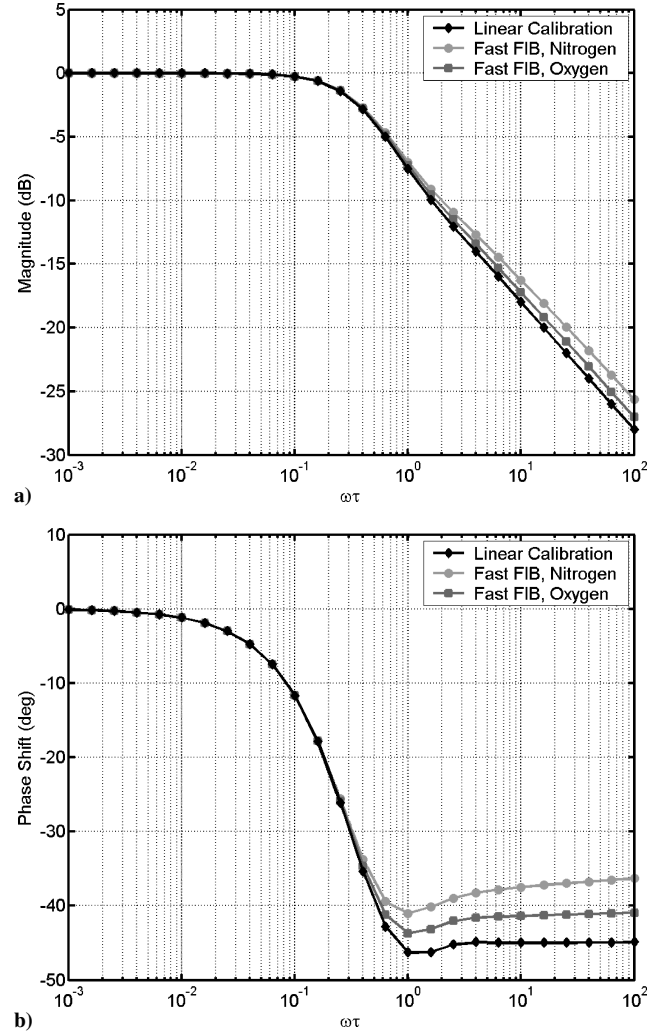 5
0
-5
-10
-15
-20
-25
-30
Magnitude (dB)
Linear Calibration
Fast FIB, Nitrogen
Fast FIB, Oxygen
10^-3
10^-2
10^-1
10^0
10^1
10^2
ωτ
a)
10
0
-10
-20
-30
-40
-50
Phase Shift (deg)
Linear Calibration
Fast FIB, Nitrogen
Fast FIB, Oxygen
10^-3
10^-2
10^-1
10^0
10^1
10^2
ωτ
b)